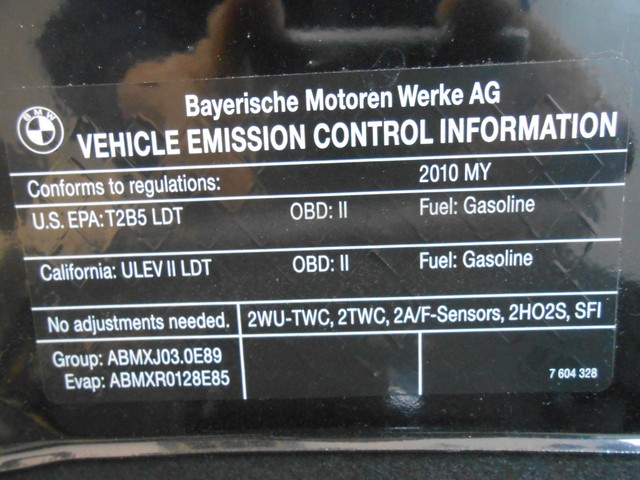 BMW
Bayerische Motoren Werke AG
VEHICLE EMISSION CONTROL INFORMATION
Conforms to regulations: 2010 MY
U.S. EPA: T2B5 LDT OBD: II Fuel: Gasoline
California: ULEV II LDT OBD: II Fuel: Gasoline
No adjustments needed. 2WU-TWC, 2TWC, 2A/F-Sensors, 2HO2S, SFI
Group: ABMXJ03.0E89
Evap: ABMXR0128E85
7 604 328